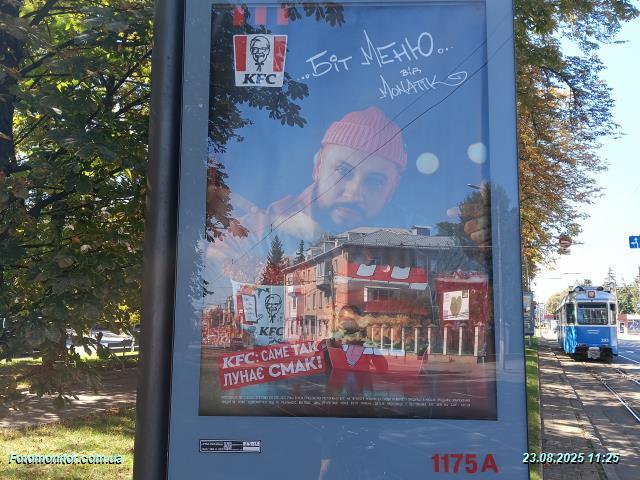 KFC
...БІТ МЕНЮ...
ВІД
MONATIK
KFC
KFC: САМЕ ТАК
ЛУНАЄ СМАК!
1175A
Fotomonitor.com.ua
23.08.2025 11:25